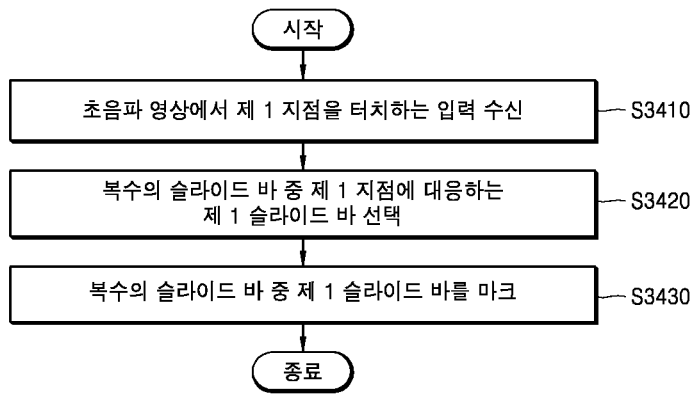 시작
초음파 영상에서 제 1 지점을 터치하는 입력 수신
S3410
복수의 슬라이드 바 중 제 1 지점에 대응하는
제 1 슬라이드 바 선택
S3420
복수의 슬라이드 바 중 제 1 슬라이드 바를 마크
S3430
종료